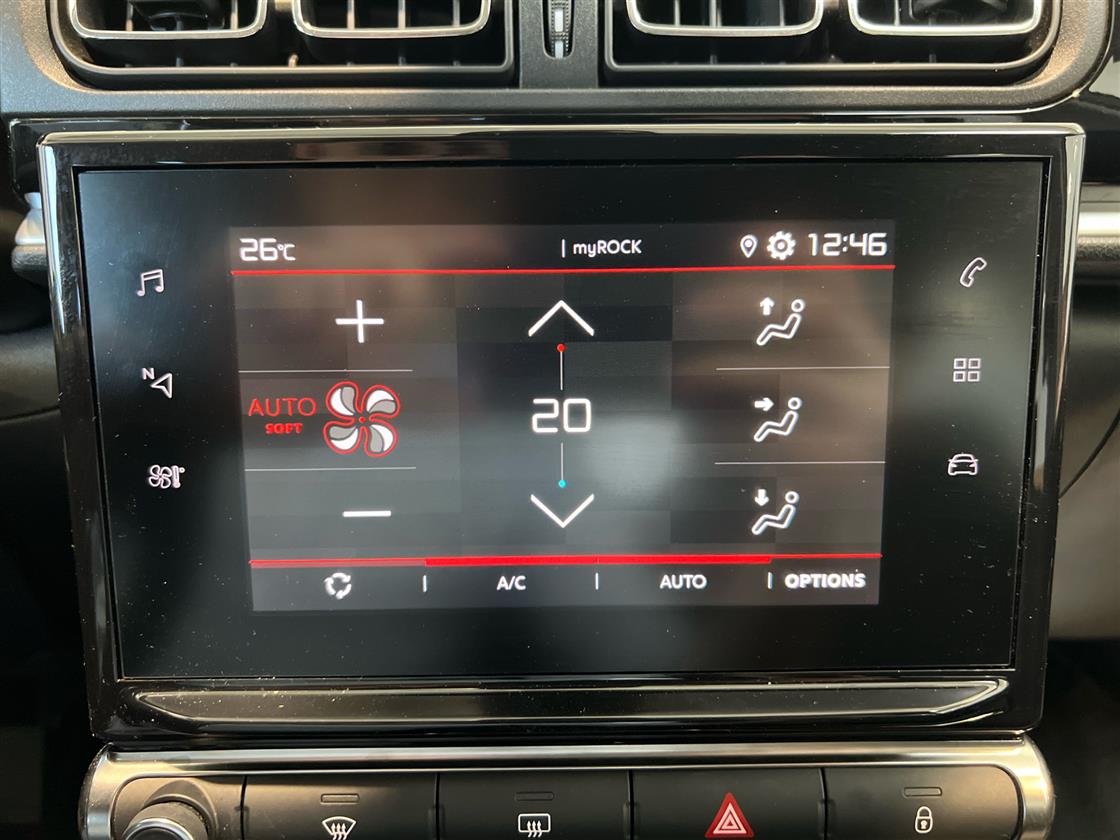 26°C | myROCK 12:46
N
AUTO
SOFT
20
A/C | AUTO | OPTIONS